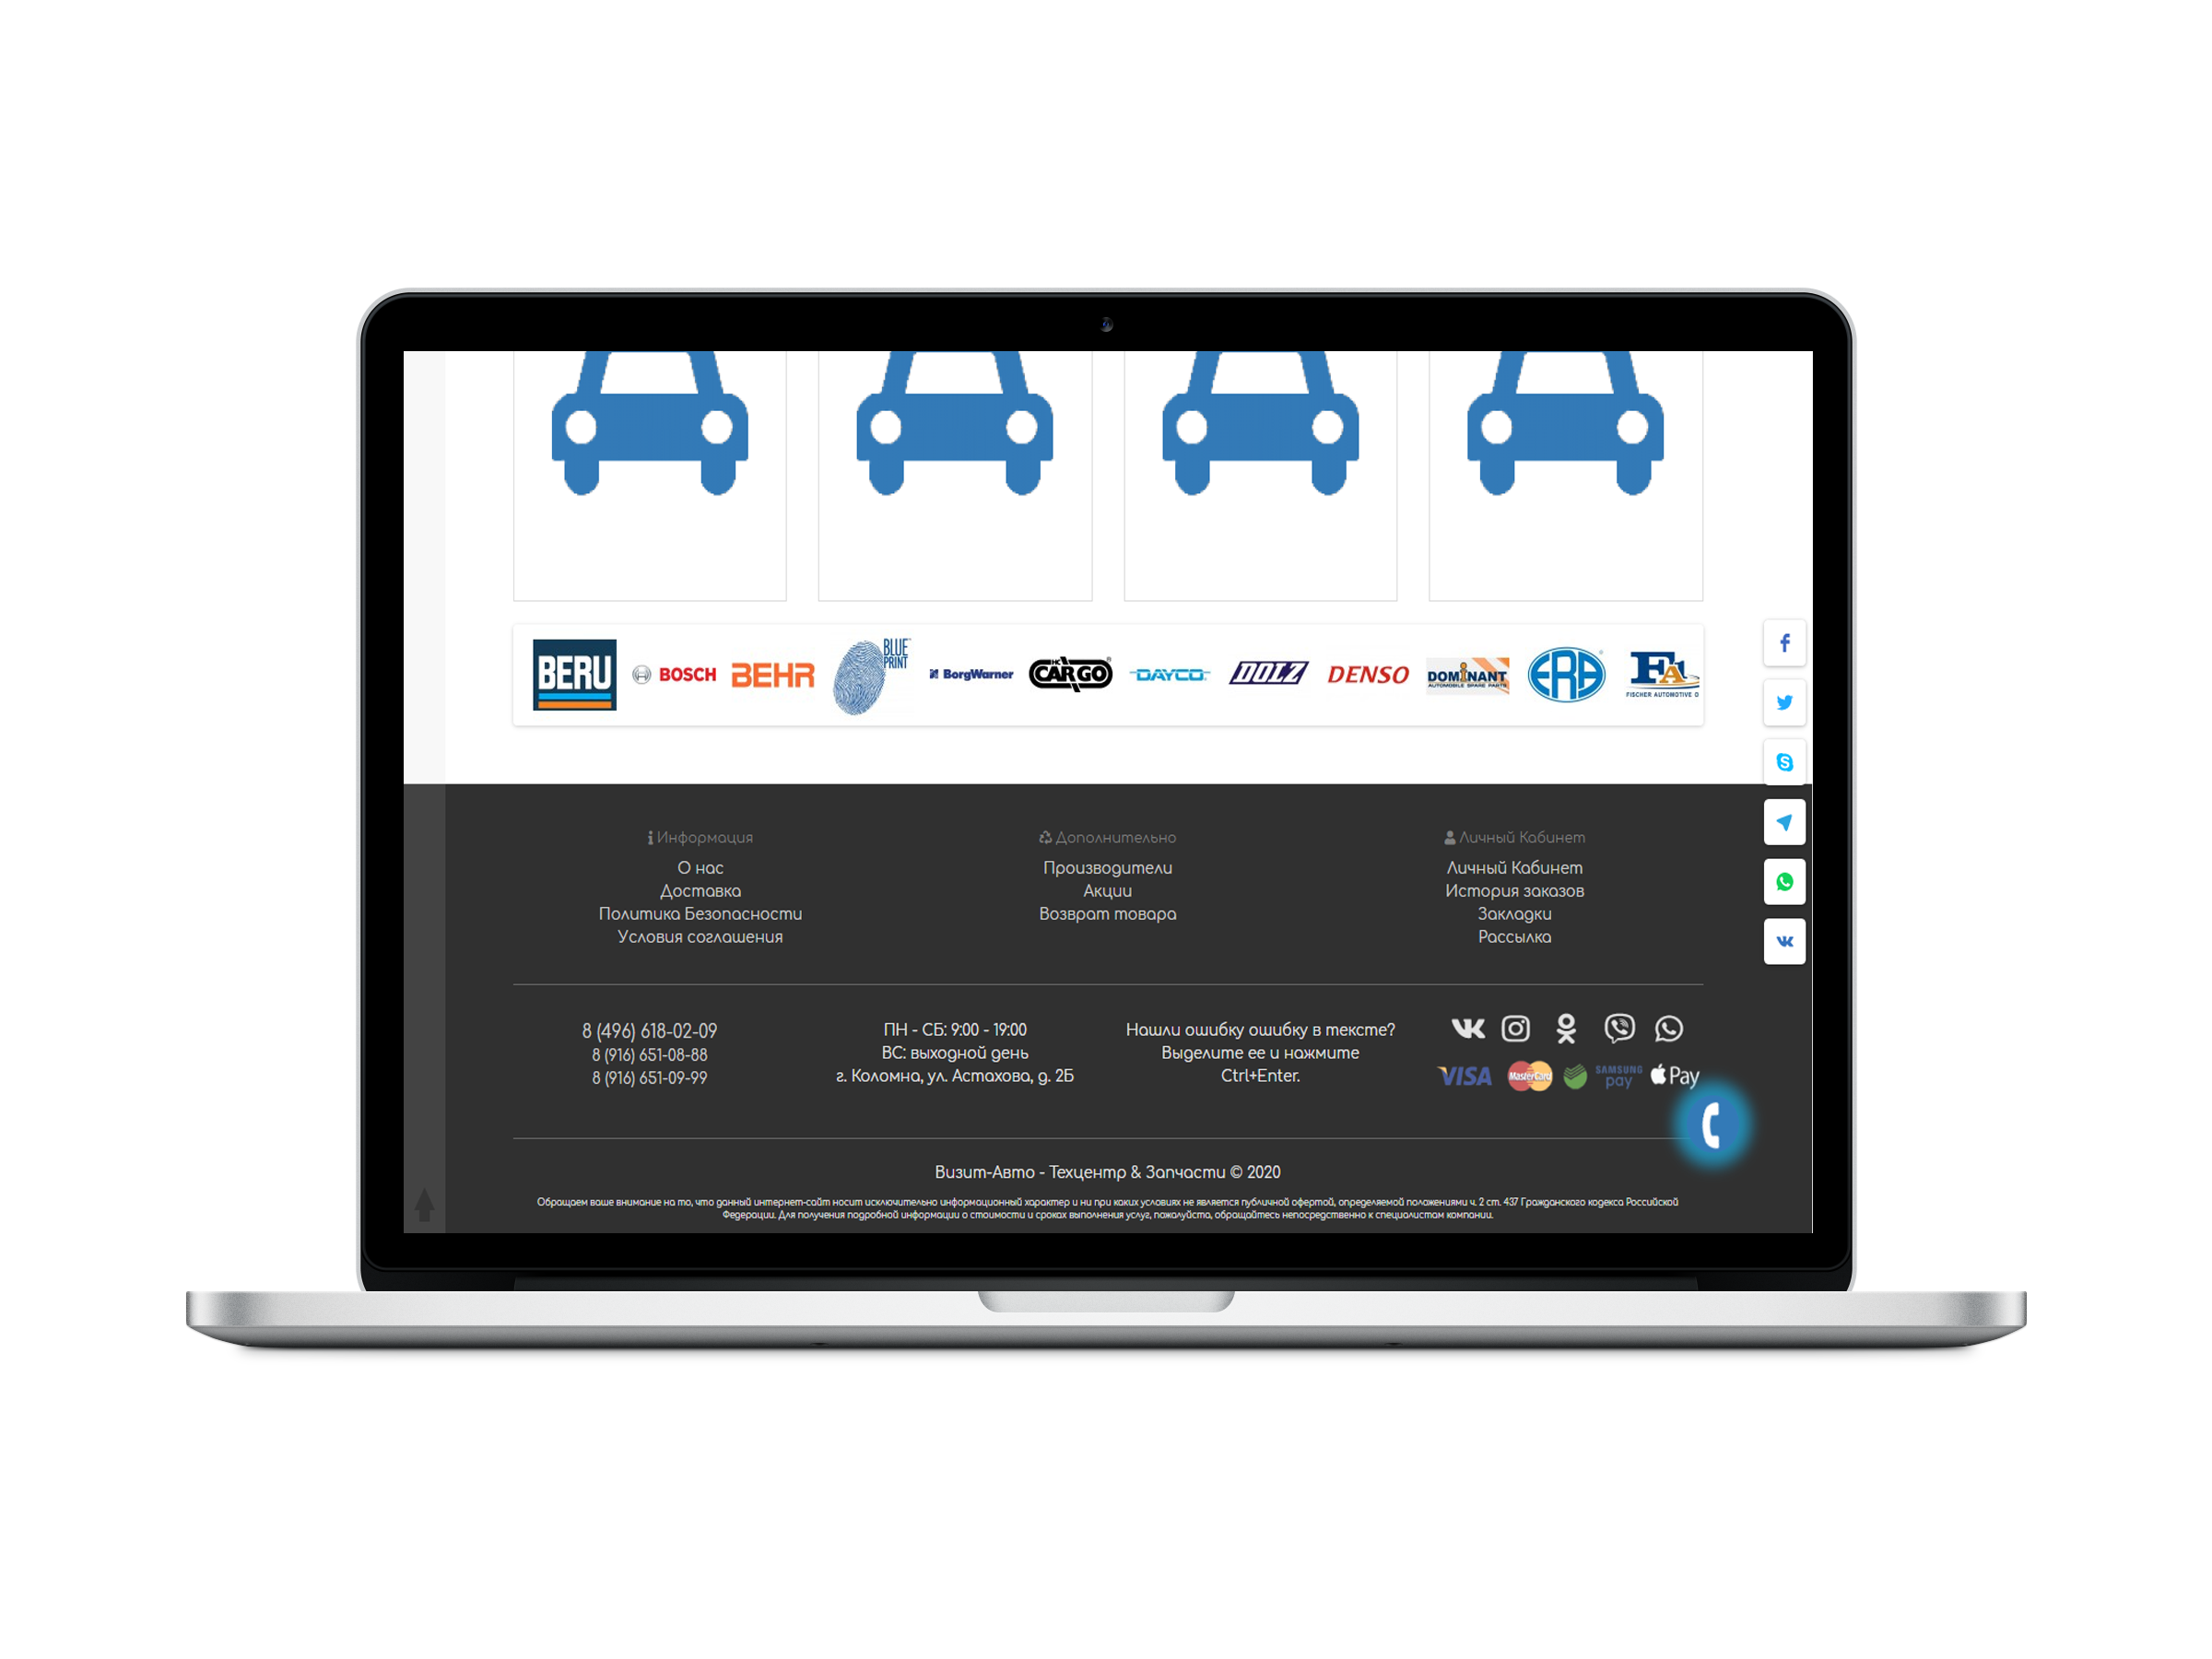 BERU
BOSCH
BEHR
BLUE
PRINT
BorgWarner
HC
CARGO
DAYCO
DOLZ
DENSO
DOMINANT
AUTOMOBILE SPARE PARTS
ERA
FA1
FISCHER AUTOMOTIVE O
Информация
О нас
Доставка
Политика Безопасности
Условия соглашения
Дополнительно
Производители
Акции
Возврат товара
Личный Кабинет
Личный Кабинет
История заказов
Закладки
Рассылка
8 (496) 618-02-09
8 (916) 651-08-88
8 (916) 651-09-99
ПН - СБ: 9:00 - 19:00
ВС: выходной день
г. Коломна, ул. Астахова, д. 2Б
Нашли ошибку ошибку в тексте?
Выделите ее и нажмите
Ctrl+Enter.
VISA
MasterCard
SAMSUNG
pay
Pay
Визит-Авто - Техцентр & Запчасти © 2020
Обращаем ваше внимание на то, что данный интернет-сайт носит исключительно информационный характер и ни при каких условиях не является публичной офертой, определяемой положениями ч. 2 ст. 437 Гражданского кодекса Российской
Федерации. Для получения подробной информации о стоимости и сроках выполнения услуг, пожалуйста, обращайтесь непосредственно к специалистам компании.